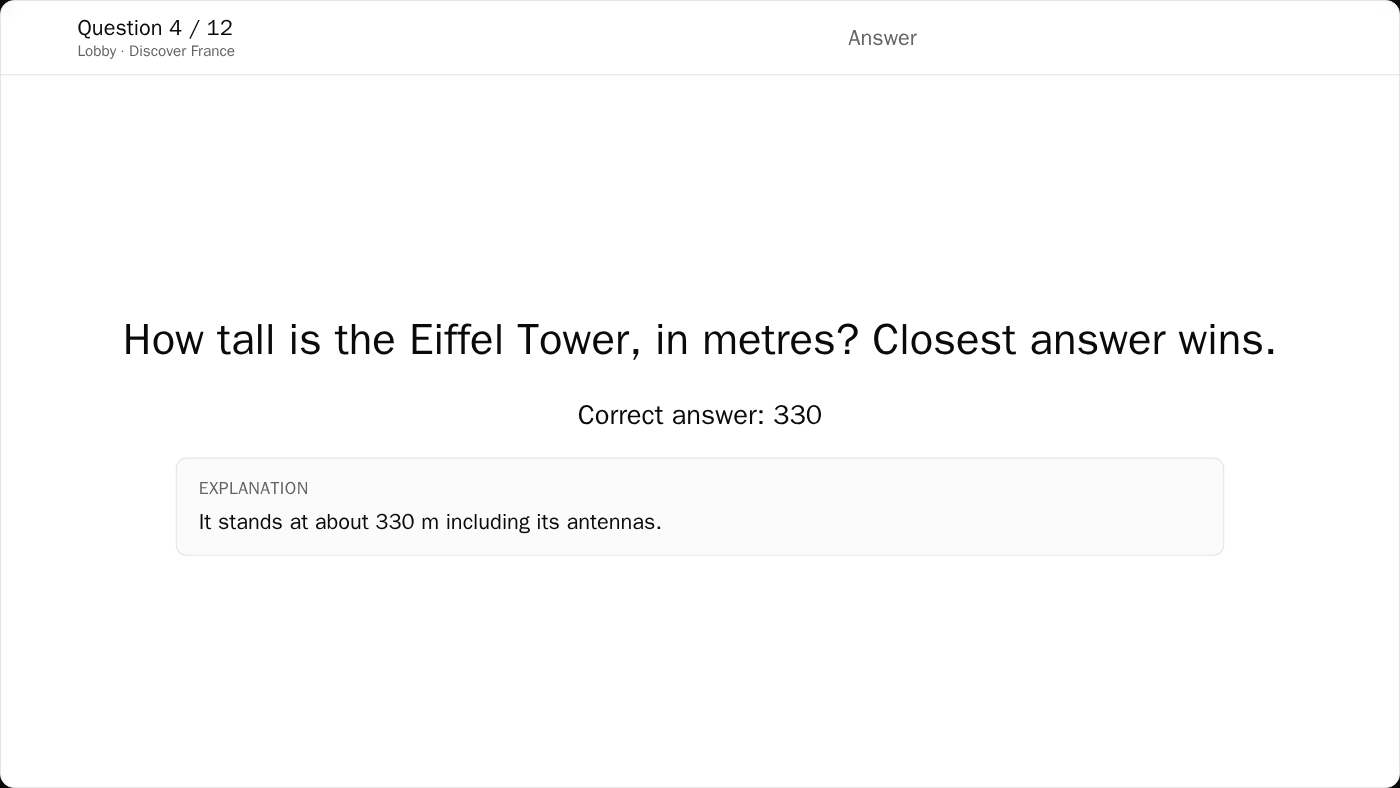 Question 4 / 12
Lobby · Discover France
Answer
How tall is the Eiffel Tower, in metres? Closest answer wins.
Correct answer: 330
EXPLANATION
It stands at about 330 m including its antennas.